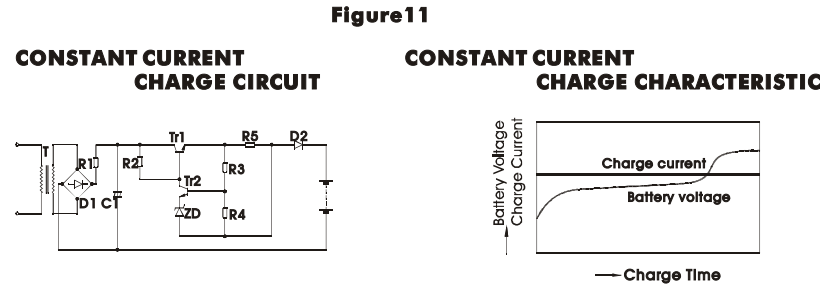 Figure11
CONSTANT CURRENT
CHARGE CIRCUIT
CONSTANT CURRENT
CHARGE CHARACTERISTIC
T
R1
D1
C1
R2
Tr1
Tr2
ZD
R3
R4
R5
D2
Battery Voltage
Charge Current
Charge current
Battery voltage
Charge Time